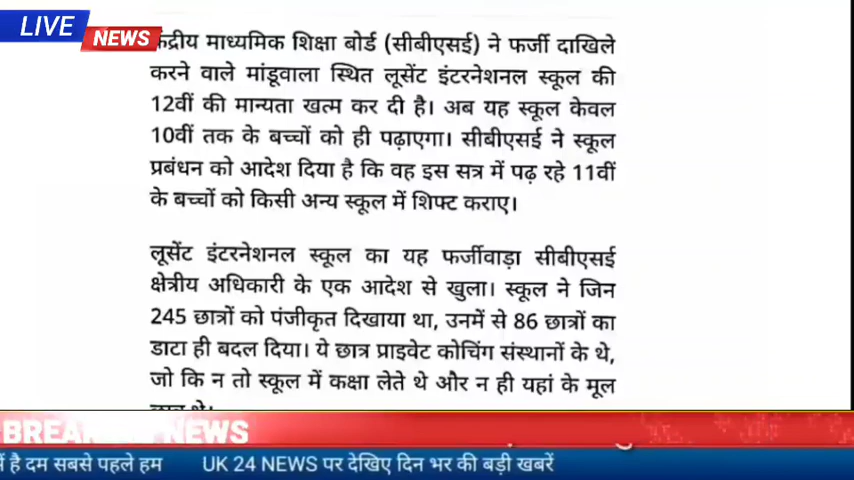 LIVE
NEWS
केंद्रीय माध्यमिक शिक्षा बोर्ड (सीबीएसई) ने फर्जी दाखिले
करने वाले मांडूवाला स्थित लूसेंट इंटरनेशनल स्कूल की
12वीं की मान्यता खत्म कर दी है। अब यह स्कूल केवल
10वीं तक के बच्चों को ही पढ़ाएगा। सीबीएसई ने स्कूल
प्रबंधन को आदेश दिया है कि वह इस सत्र में पढ़ रहे 11वीं
के बच्चों को किसी अन्य स्कूल में शिफ्ट कराए।
लूसेंट इंटरनेशनल स्कूल का यह फर्जीवाड़ा सीबीएसई
क्षेत्रीय अधिकारी के एक आदेश से खुला। स्कूल ने जिन
245 छात्रों को पंजीकृत दिखाया था, उनमें से 86 छात्रों का
डाटा ही बदल दिया। ये छात्र प्राइवेट कोचिंग संस्थानों के थे,
जो कि न तो स्कूल में कक्षा लेते थे और न ही यहां के मूल
BREAKING NEWS
है दम सबसे पहले हम UK 24 NEWS पर देखिए दिन भर की बड़ी खबरें